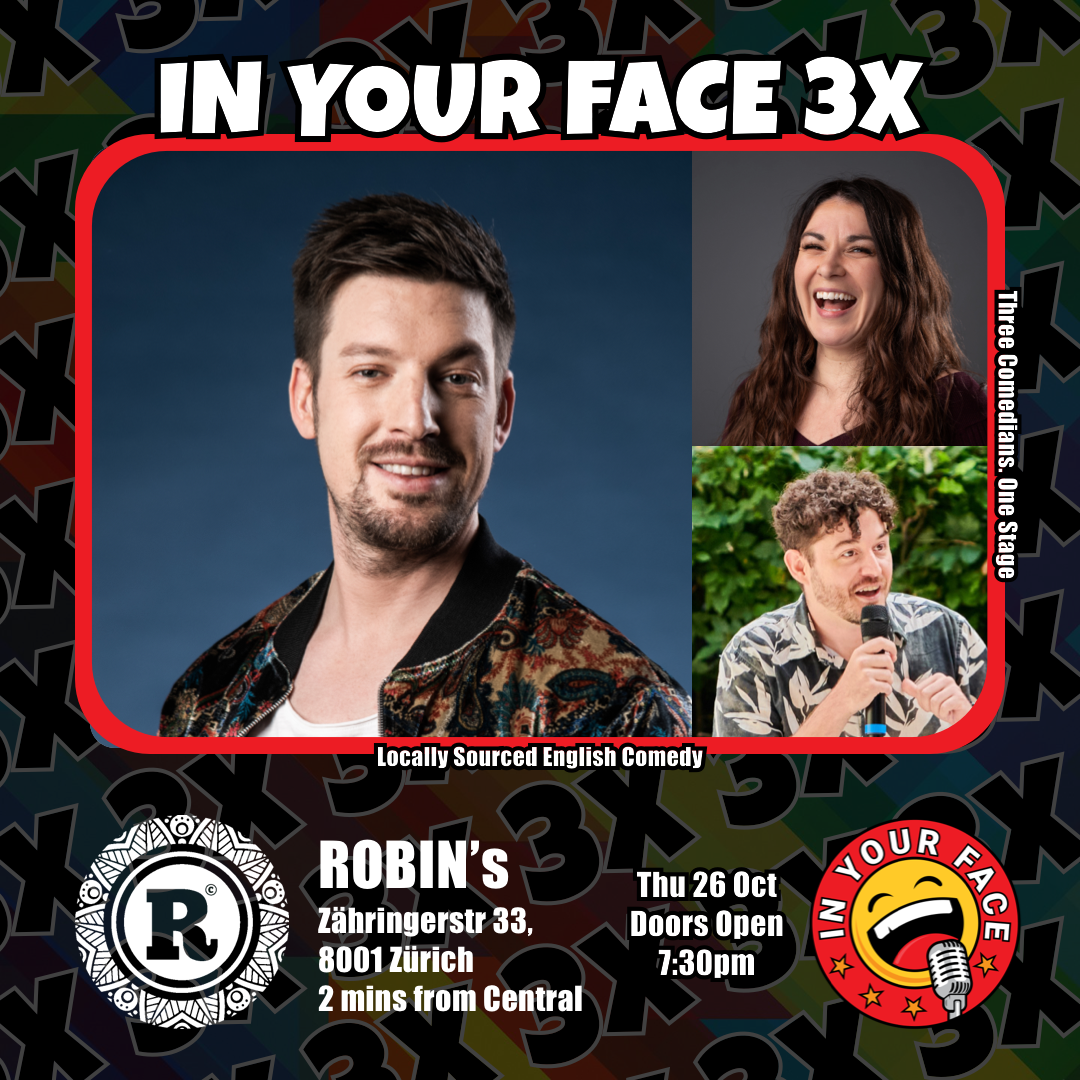 IN YOUR FACE 3X
Three Comedians. One Stage
Locally Sourced English Comedy
R©
ROBIN's
Zähringerstr 33,
8001 Zürich
2 mins from Central
Thu 26 Oct
Doors Open
7:30pm
IN YOUR FACE
3X